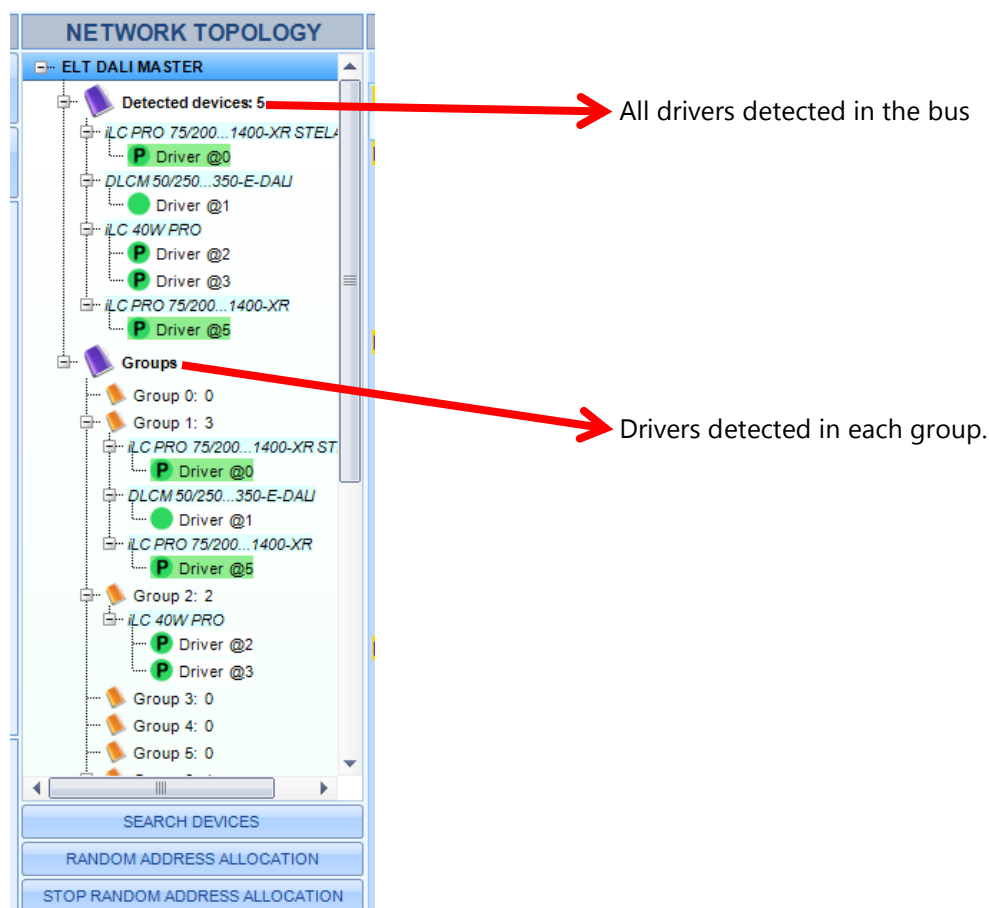 NETWORK TOPOLOGY
ELT DALI MASTER
Detected devices: 5
All drivers detected in the bus
iLC PRO 75/200...1400-XR STELA
P Driver @0
DLCM 50/250...350-E-DALI
Driver @1
iLC 40W PRO
P Driver @2
P Driver @3
iLC PRO 75/200...1400-XR
P Driver @5
Groups
Group 0: 0
Group 1: 3
Drivers detected in each group.
iLC PRO 75/200...1400-XR ST
P Driver @0
DLCM 50/250...350-E-DALI
Driver @1
iLC PRO 75/200...1400-XR
P Driver @5
Group 2: 2
iLC 40W PRO
P Driver @2
P Driver @3
Group 3: 0
Group 4: 0
Group 5: 0
SEARCH DEVICES
RANDOM ADDRESS ALLOCATION
STOP RANDOM ADDRESS ALLOCATION